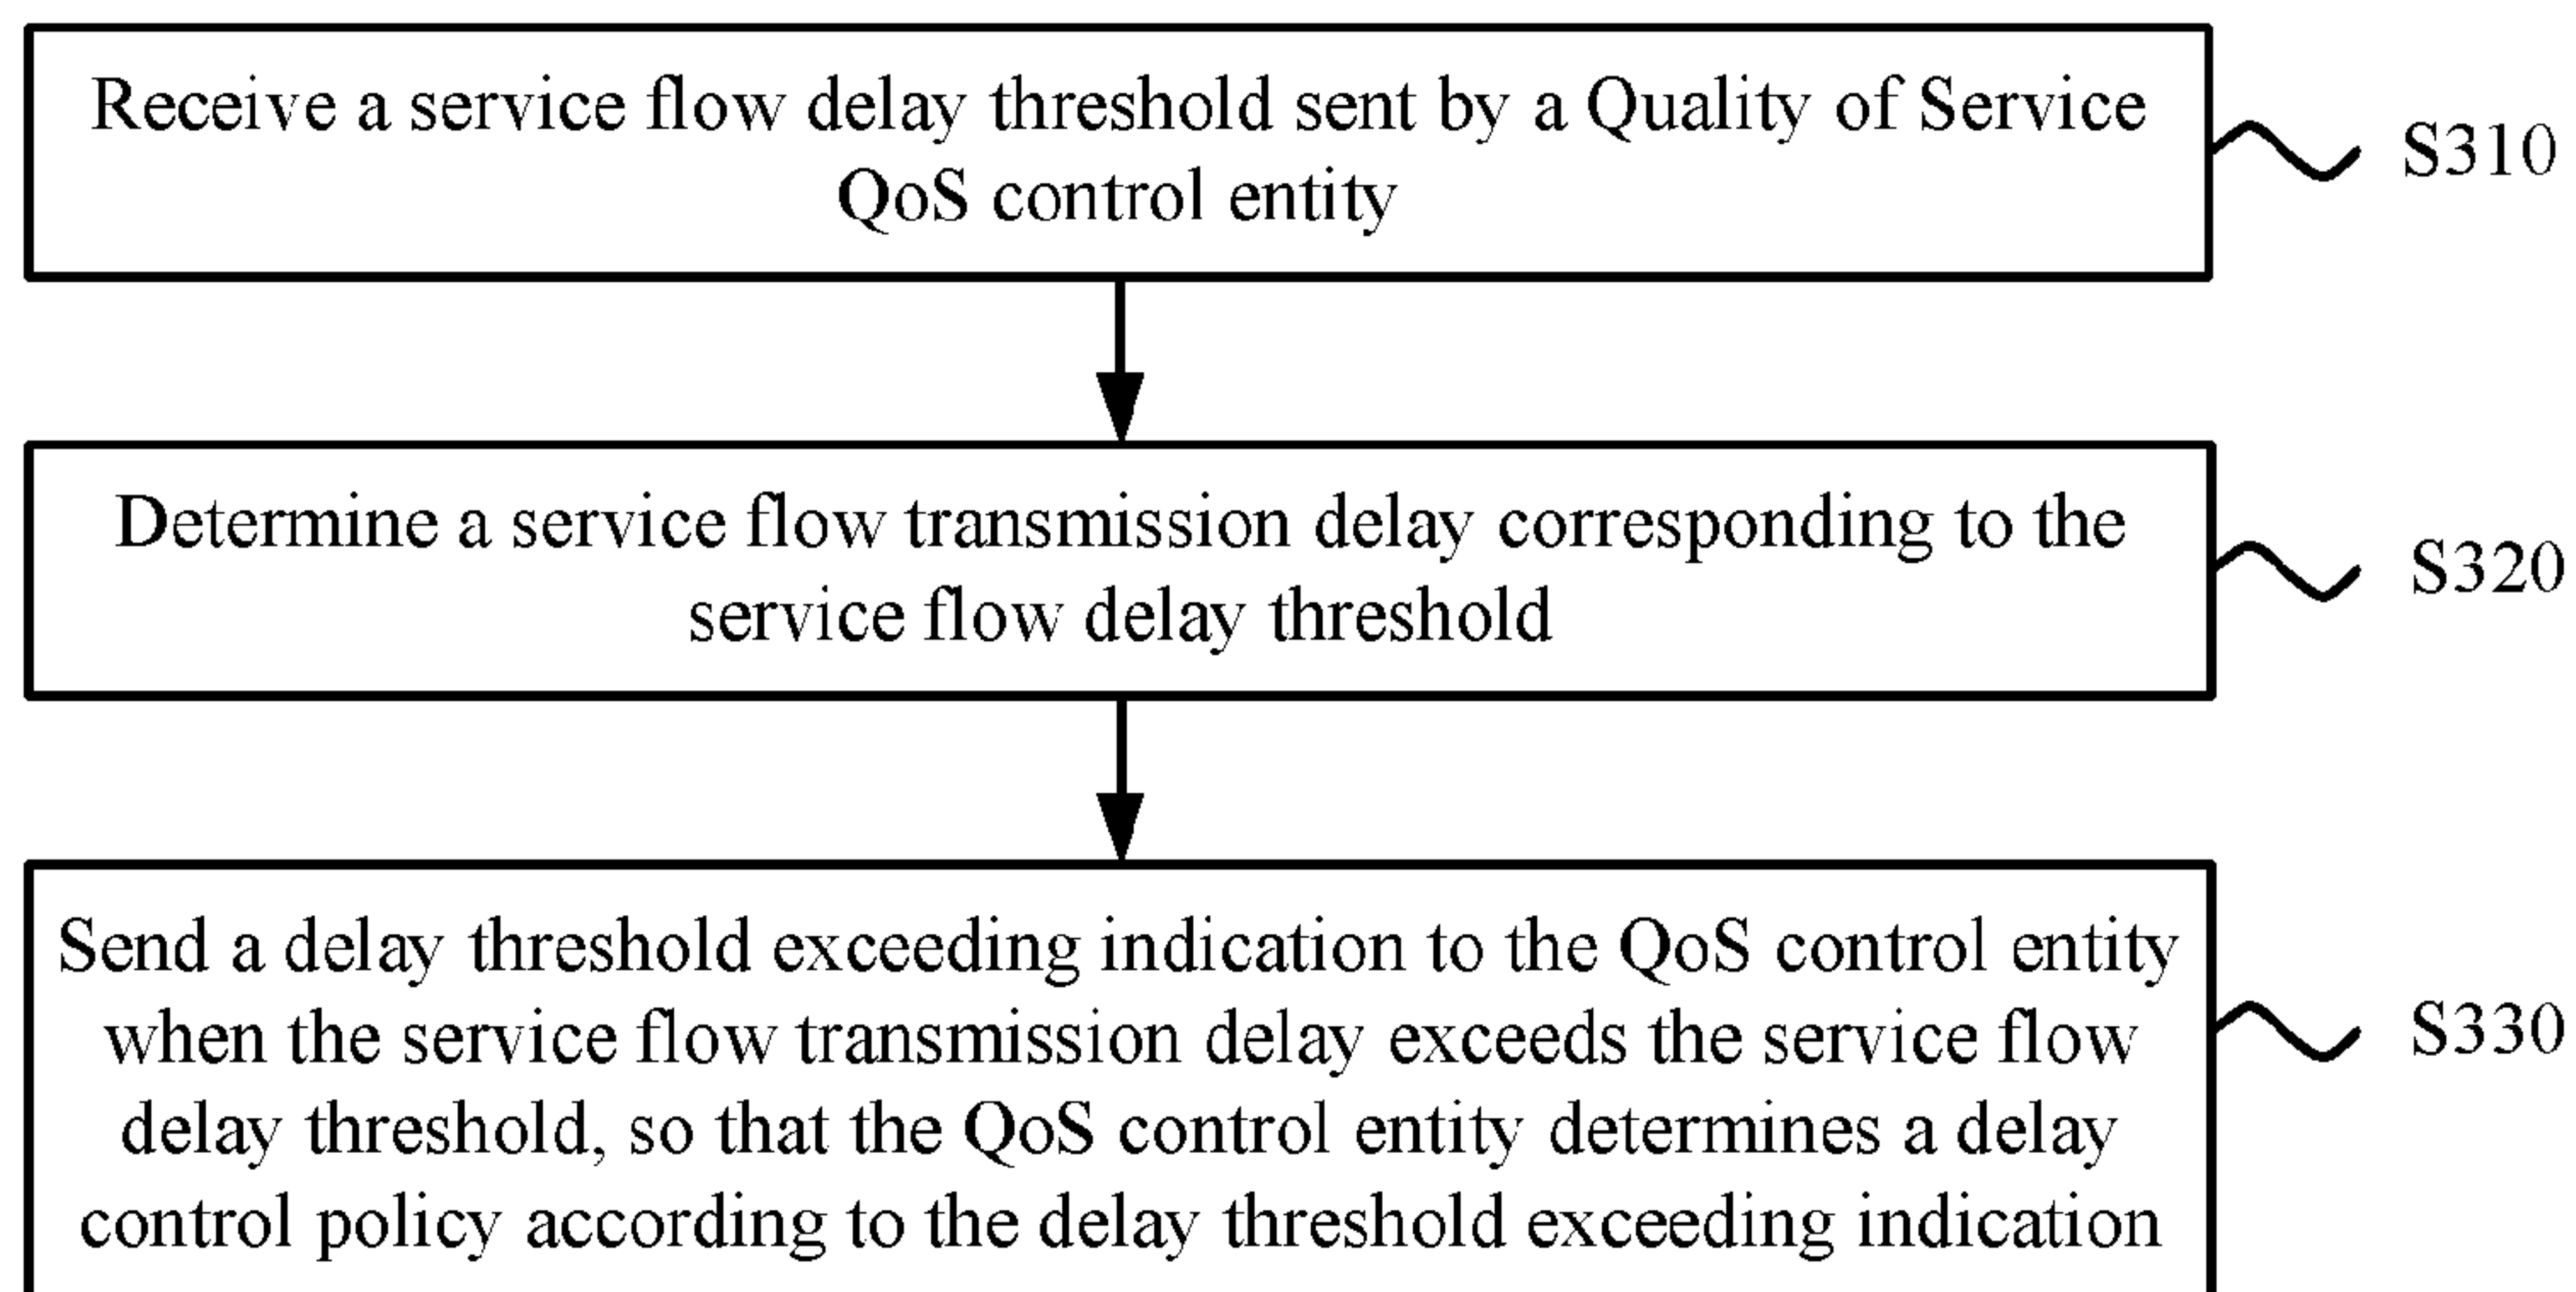 Receive a service flow delay threshold sent by a Quality of Service
QoS control entity
S310
Determine a service flow transmission delay corresponding to the
service flow delay threshold
S320
Send a delay threshold exceeding indication to the QoS control entity
when the service flow transmission delay exceeds the service flow
delay threshold, so that the QoS control entity determines a delay
control policy according to the delay threshold exceeding indication
S330